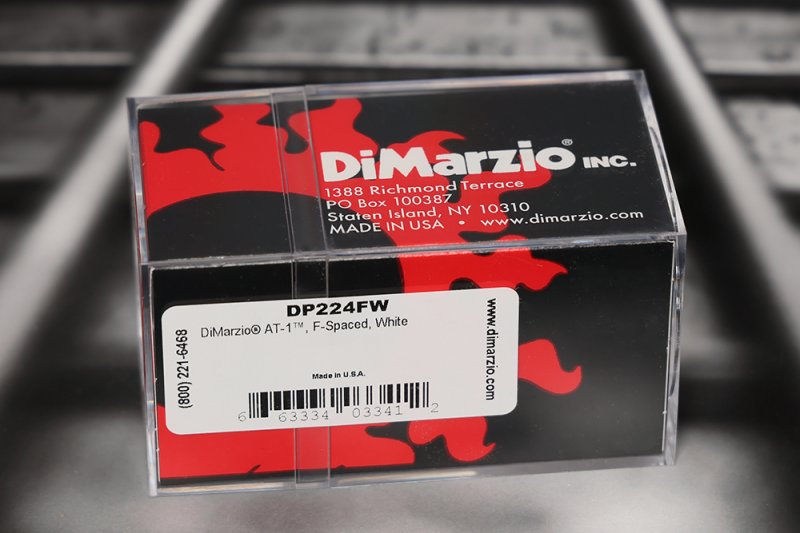 DiMarzio® INC.
1388 Richmond Terrace
PO Box 100387
Staten Island, NY 10310
MADE IN USA • www.dimarzio.com
DP224FW
DiMarzio® AT-1™, F-Spaced, White
(800) 221-6468
www.dimarzio.com
Made in U.S.A.
6 63334 03341 2